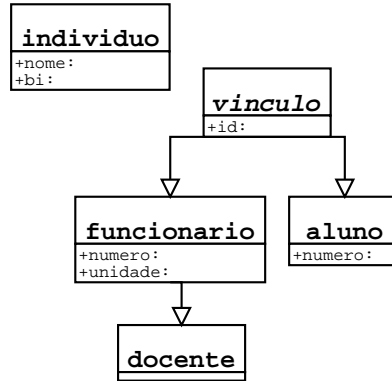 individuo
+nome:
+bi:
vinculo
+id:
funcionario
+numero:
+unidade:
aluno
+numero:
docente